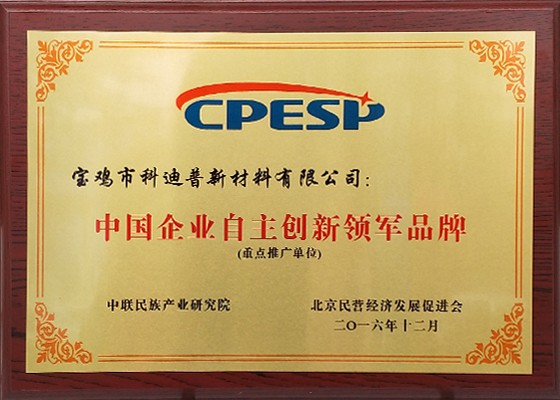 CPESP
宝鸡市科迪普新材料有限公司：
中国企业自主创新领军品牌
(重点推广单位)
中联民族产业研究院
北京民营经济发展促进会
二〇一六年十二月